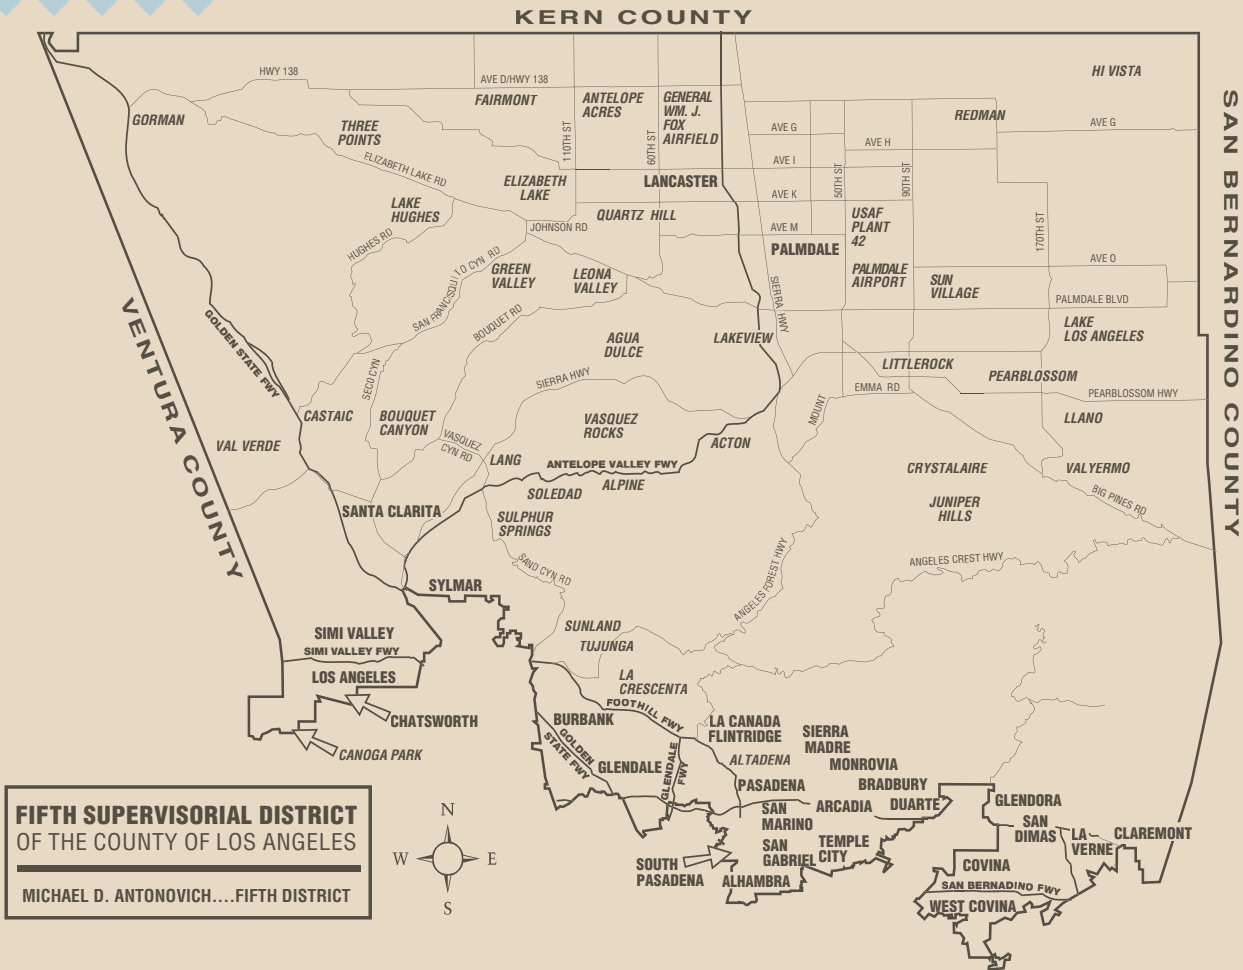 KERN COUNTY
HI VISTA
HWY 138
AVE D/HWY 138
FAIRMONT
ANTELOPE
ACRES
GENERAL
WM. J.
FOX
AIRFIELD
REDMAN
GORMAN
THREE
POINTS
110TH ST
60TH ST
AVE G
AVE G
AVE H
AVE I
ELIZABETH LAKE RD
ELIZABETH
LAKE
LANCASTER
50TH ST
90TH ST
AVE K
LAKE
HUGHES
QUARTZ HILL
JOHNSON RD
AVE M
USAF
PLANT
42
170TH ST
HUGHES RD
PALMDALE
SAN FRANCISQUITO CYN RD
GREEN
VALLEY
LEONA
VALLEY
PALMDALE
AIRPORT
SUN
VILLAGE
AVE O
SIERRA HWY
PALMDALE BLVD
VENTURA COUNTY
SAN BERNARDINO COUNTY
GOLDEN STATE FWY
BOUQUET RD
AGUA
DULCE
LAKEVIEW
LAKE
LOS ANGELES
LITTLEROCK
SECO CYN
SIERRA HWY
PEARBLOSSOM
EMMA RD
PEARBLOSSOM HWY
CASTAIC
BOUQUET
CANYON
VASQUEZ
ROCKS
MOUNT
LLANO
VAL VERDE
VASQUEZ
CYN RD
ACTON
LANG
ANTELOPE VALLEY FWY
CRYSTALAIRE
VALYERMO
ALPINE
SOLEDAD
BIG PINES RD
SANTA CLARITA
SULPHUR
SPRINGS
JUNIPER
HILLS
SAND CYN RD
ANGELES FOREST HWY
ANGELES CREST HWY
SYLMAR
SUNLAND
TUJUNGA
SIMI VALLEY
SIMI VALLEY FWY
LOS ANGELES
LA
CRESCENTA
CHATSWORTH
CANOGA PARK
FOOTHILL FWY
BURBANK
GOLDEN
STATE FWY
GLENDALE
GLENDALE
FWY
LA CANADA
FLINTRIDGE
SIERRA
MADRE
ALTADENA
MONROVIA
PASADENA
BRADBURY
SAN
MARINO
ARCADIA
DUARTE
GLENDORA
SAN
DIMAS
LA
VERNE
CLAREMONT
SAN
GABRIEL
TEMPLE
CITY
SOUTH
PASADENA
ALHAMBRA
COVINA
SAN BERNADINO FWY
WEST COVINA
FIFTH SUPERVISORIAL DISTRICT
OF THE COUNTY OF LOS ANGELES
MICHAEL D. ANTONOVICH....FIFTH DISTRICT
N
W
E
S